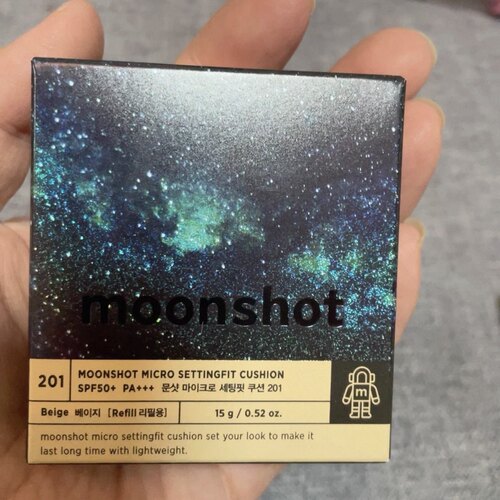 moonshot
201
MOONSHOT MICRO SETTINGFIT CUSHION
SPF50+ PA+++ 문샷 마이크로 세팅핏 쿠션 201
m
Beige 베이지 [Refill 리필용]
15 g / 0.52 oz.
moonshot micro settingfit cushion set your look to make it
last long time with lightweight.